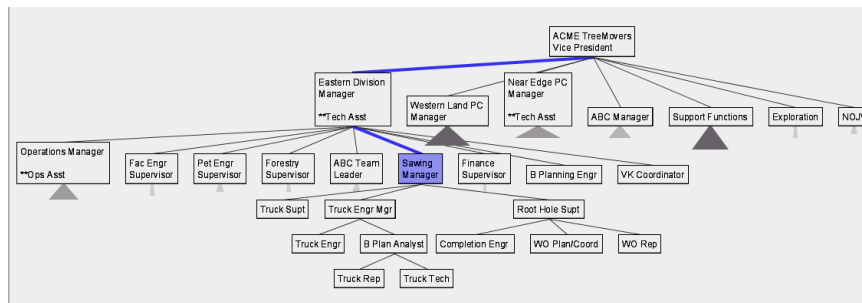 ACME TreeMovers
Vice President
Eastern Division
Manager
**Tech Asst
Western Land PC
Manager
Near Edge PC
Manager
**Tech Asst
ABC Manager
Support Functions
Exploration
NOJV
Operations Manager
**Ops Asst
Fac Engr
Supervisor
Pet Engr
Supervisor
Forestry
Supervisor
ABC Team
Leader
Sawing
Manager
Finance
Supervisor
B Planning Engr
VK Coordinator
Truck Supt
Truck Engr Mgr
Root Hole Supt
Truck Engr
B Plan Analyst
Completion Engr
WO Plan/Coord
WO Rep
Truck Rep
Truck Tech